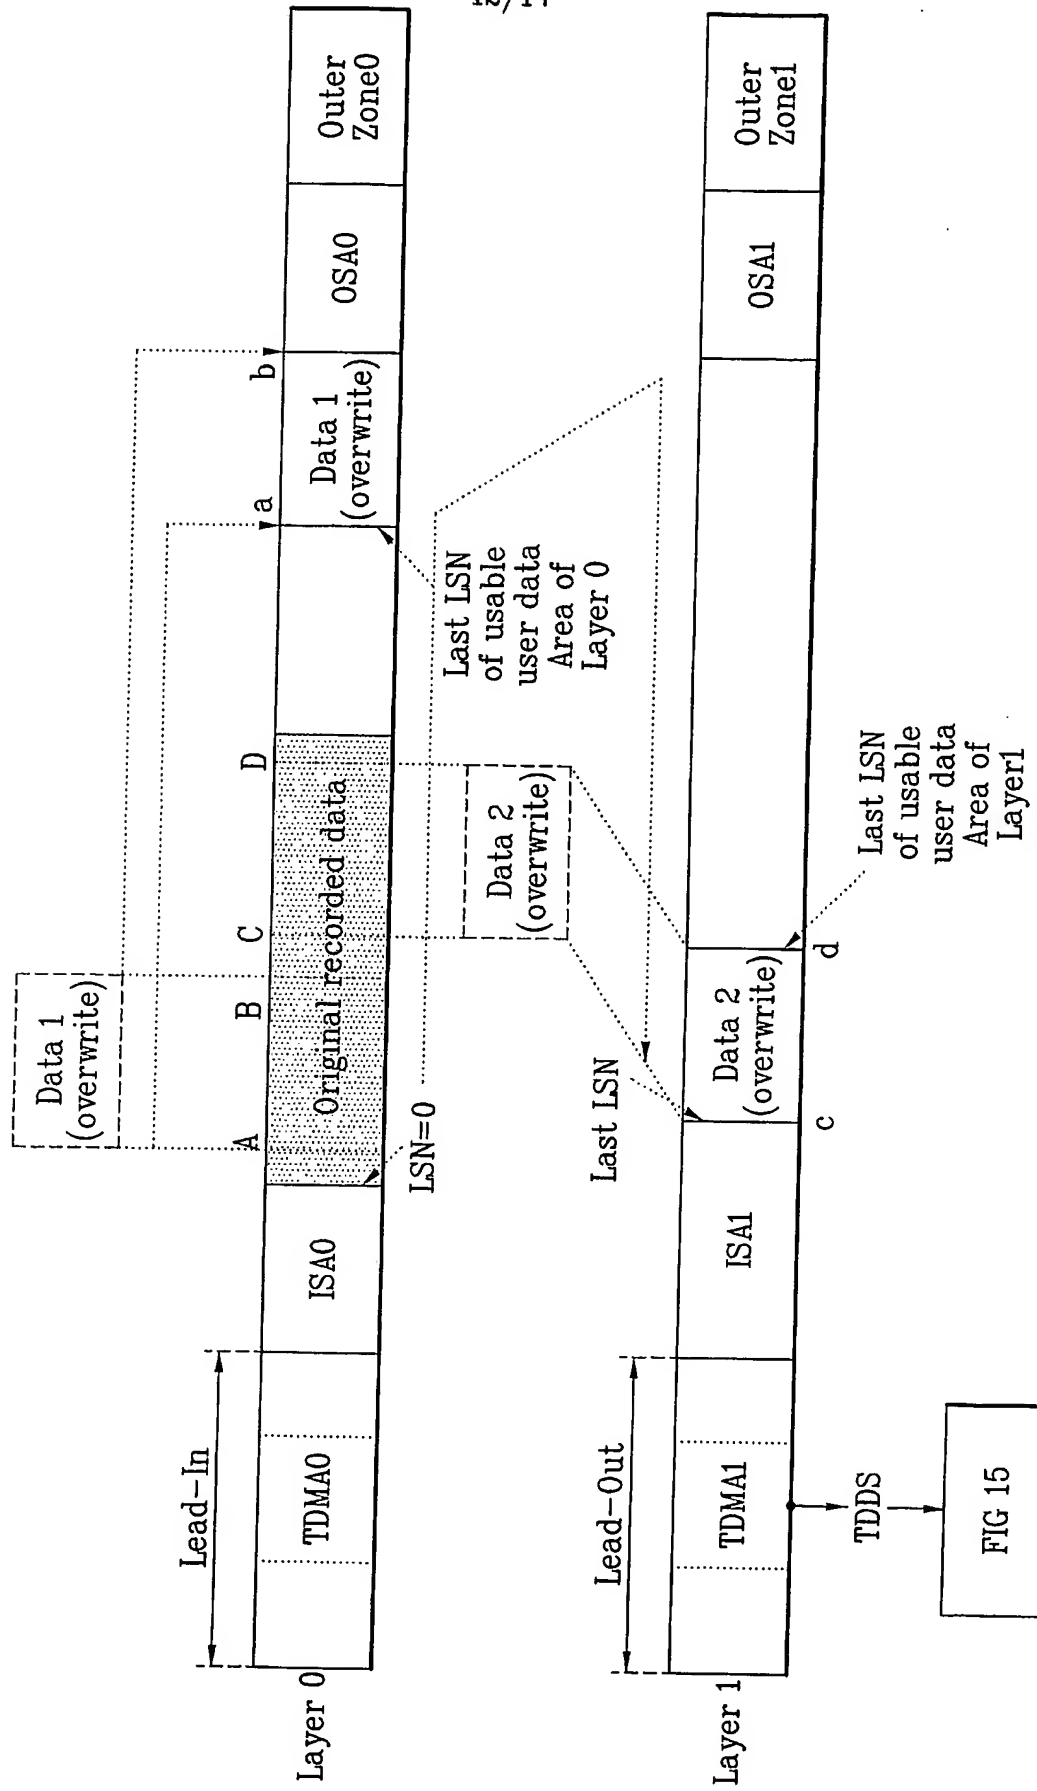 12/14
Data 1
(overwrite)
A
B
C
D
a
b
Lead-In
Layer 0
TDMA0
ISA0
Original recorded data
Data 1
(overwrite)
OSA0
Outer
Zone0
LSN=0
Data 2
(overwrite)
Last LSN
of usable
user data
Area of
Layer 0
Last LSN
Lead-Out
Layer 1
TDMA1
ISA1
Data 2
(overwrite)
OSA1
Outer
Zone1
c
d
Last LSN
of usable
user data
Area of
Layer1
TDDS
FIG 15